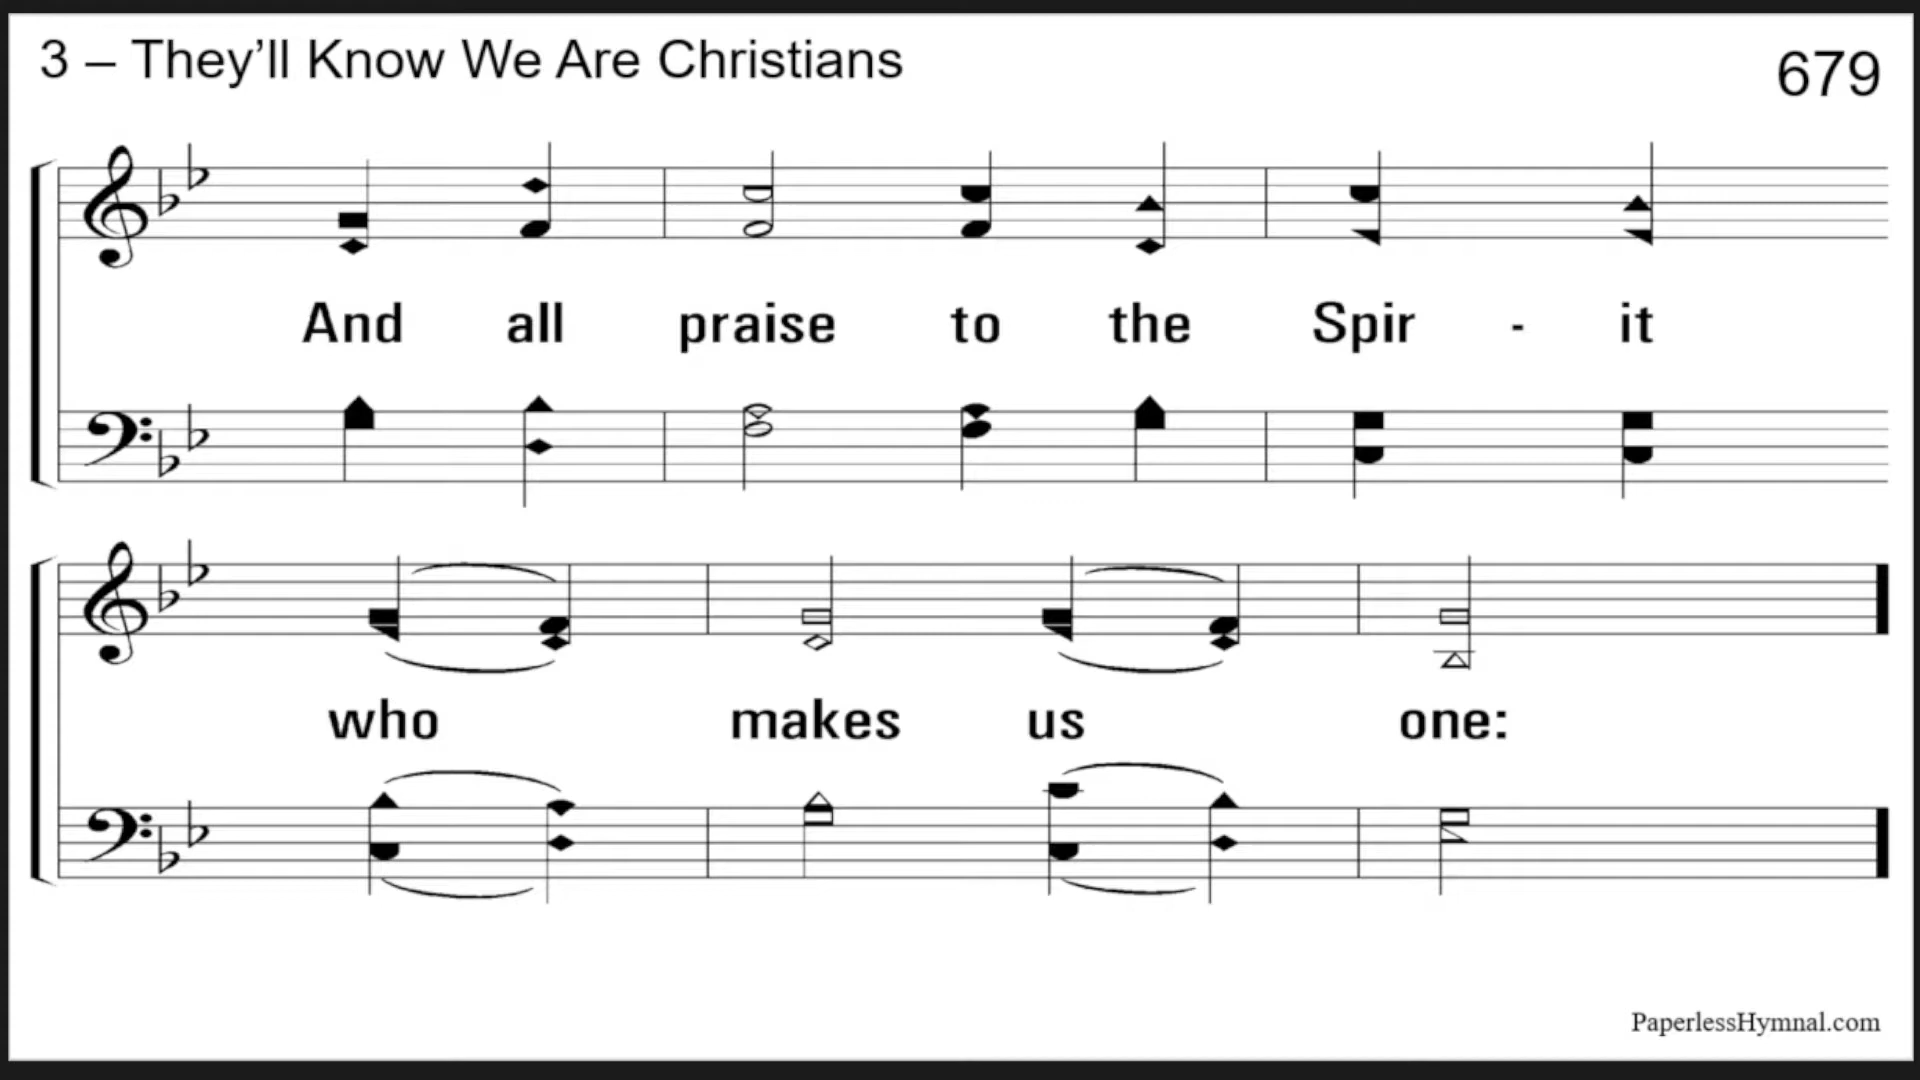 3 – They’ll Know We Are Christians
679
And all praise to the Spir - it
who makes us one:
PaperlessHymnal.com